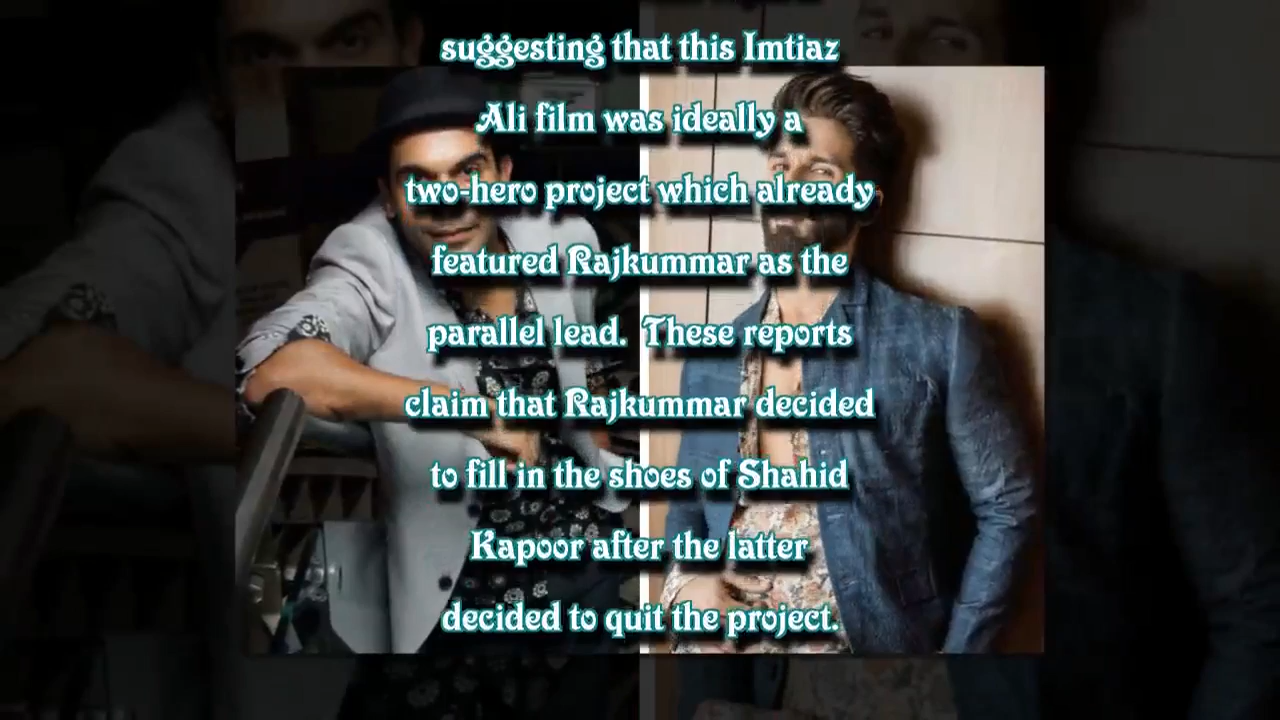 suggesting that this Imtiaz
Ali film was ideally a
two-hero project which already
featured Rajkummar as the
parallel lead. These reports
claim that Rajkummar decided
to fill in the shoes of Shahid
Kapoor after the latter
decided to quit the project.